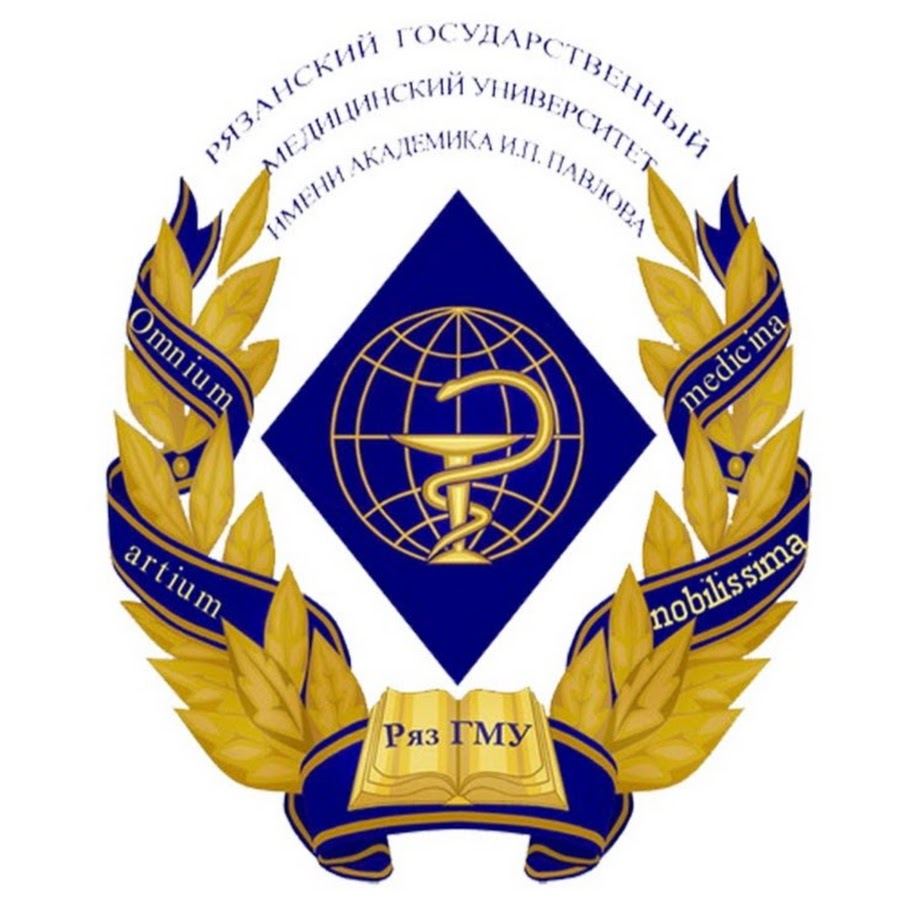 РЯЗАНСКИЙ ГОСУДАРСТВЕННЫЙ
МЕДИЦИНСКИЙ УНИВЕРСИТЕТ
ИМЕНИ АКАДЕМИКА И.П. ПАВЛОВА
Omnium
artium
medicina
nobilissima
Ряз ГМУ